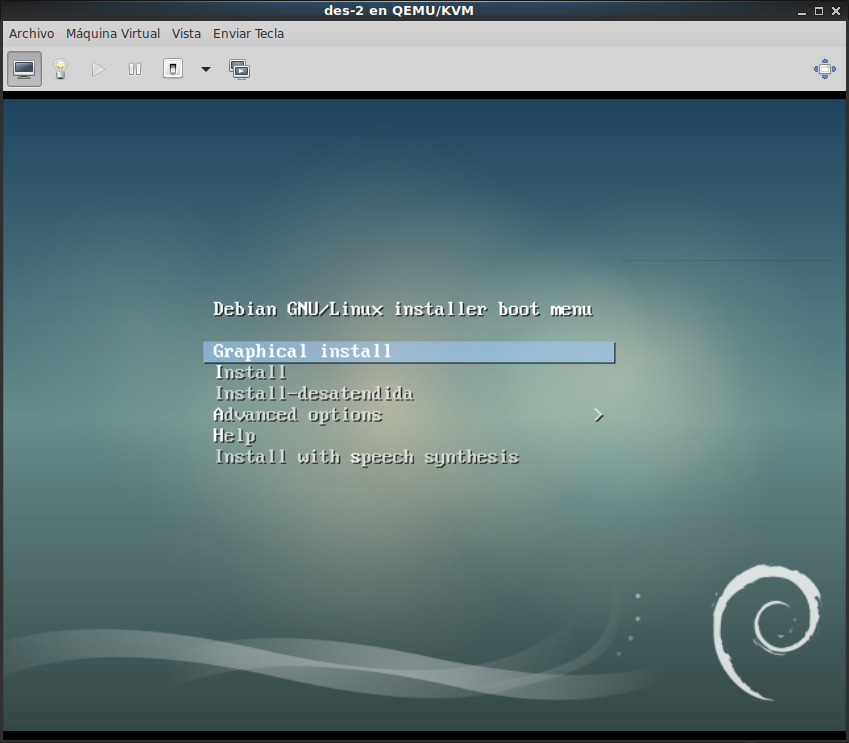 des-2 en QEMU/KVM
Archivo Máquina Virtual Vista Enviar Tecla
Debian GNU/Linux installer boot menu
Graphical install
Install
Install-desatendida
Advanced options >
Help
Install with speech synthesis